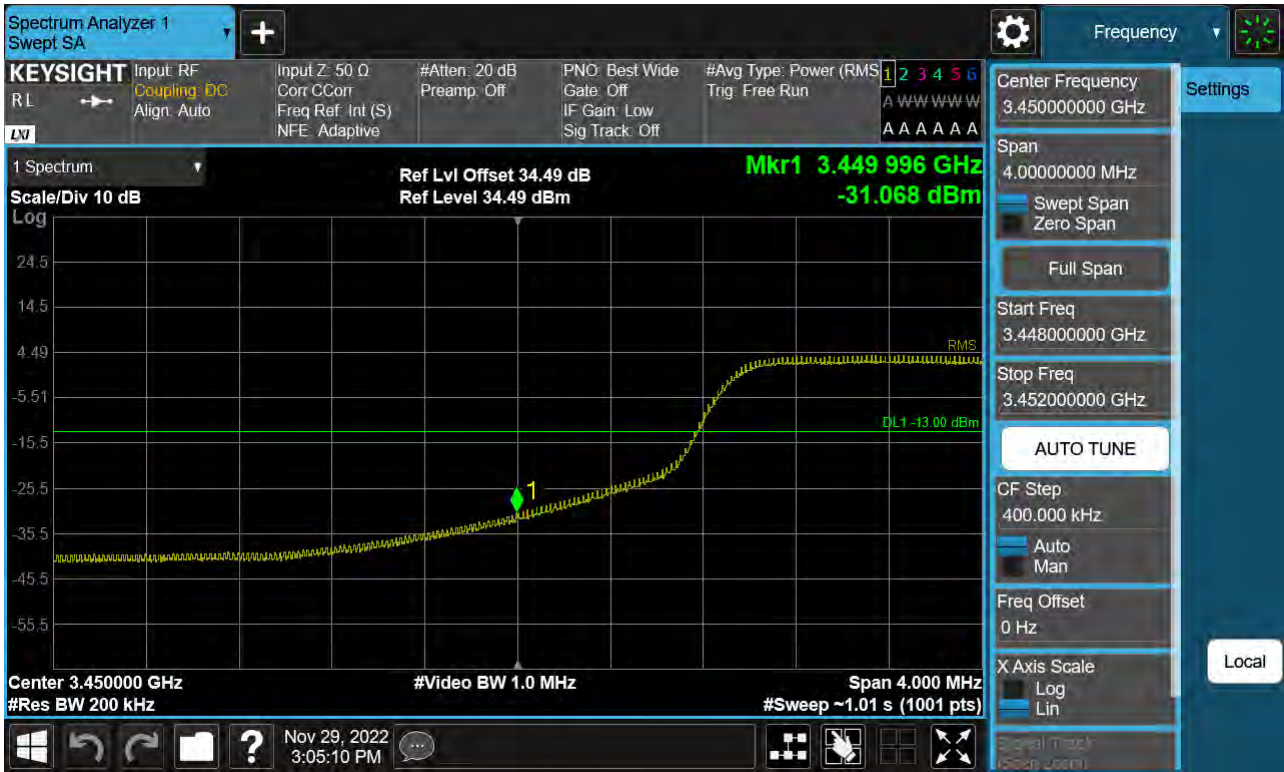 Spectrum Analyzer 1
Swept SA
Frequency
KEYSIGHT
R L
LXI
Input: RF
Coupling: DC
Align: Auto
Input Z: 50 Ω
Corr CCorr
Freq Ref: Int (S)
NFE: Adaptive
#Atten: 20 dB
Preamp: Off
PNO: Best Wide
Gate: Off
IF Gain: Low
Sig Track: Off
#Avg Type: Power (RMS
Trig: Free Run
1 2 3 4 5 6
A W W W W W
A A A A A A
1 Spectrum
Scale/Div 10 dB
Log
Ref Lvl Offset 34.49 dB
Ref Level 34.49 dBm
Mkr1 3.449 996 GHz
-31.068 dBm
24.5
14.5
4.49
-5.51
-15.5
-25.5
-35.5
-45.5
-55.5
RMS
DL1 -13.00 dBm
1
Center 3.450000 GHz
#Res BW 200 kHz
#Video BW 1.0 MHz
Span 4.000 MHz
#Sweep ~1.01 s (1001 pts)
Center Frequency
3.450000000 GHz
Settings
Span
4.00000000 MHz
Swept Span
Zero Span
Full Span
Start Freq
3.448000000 GHz
Stop Freq
3.452000000 GHz
AUTO TUNE
CF Step
400.000 kHz
Auto
Man
Freq Offset
0 Hz
X Axis Scale
Log
Lin
Signal Track
(Span Zoom)
Local
?
Nov 29, 2022
3:05:10 PM